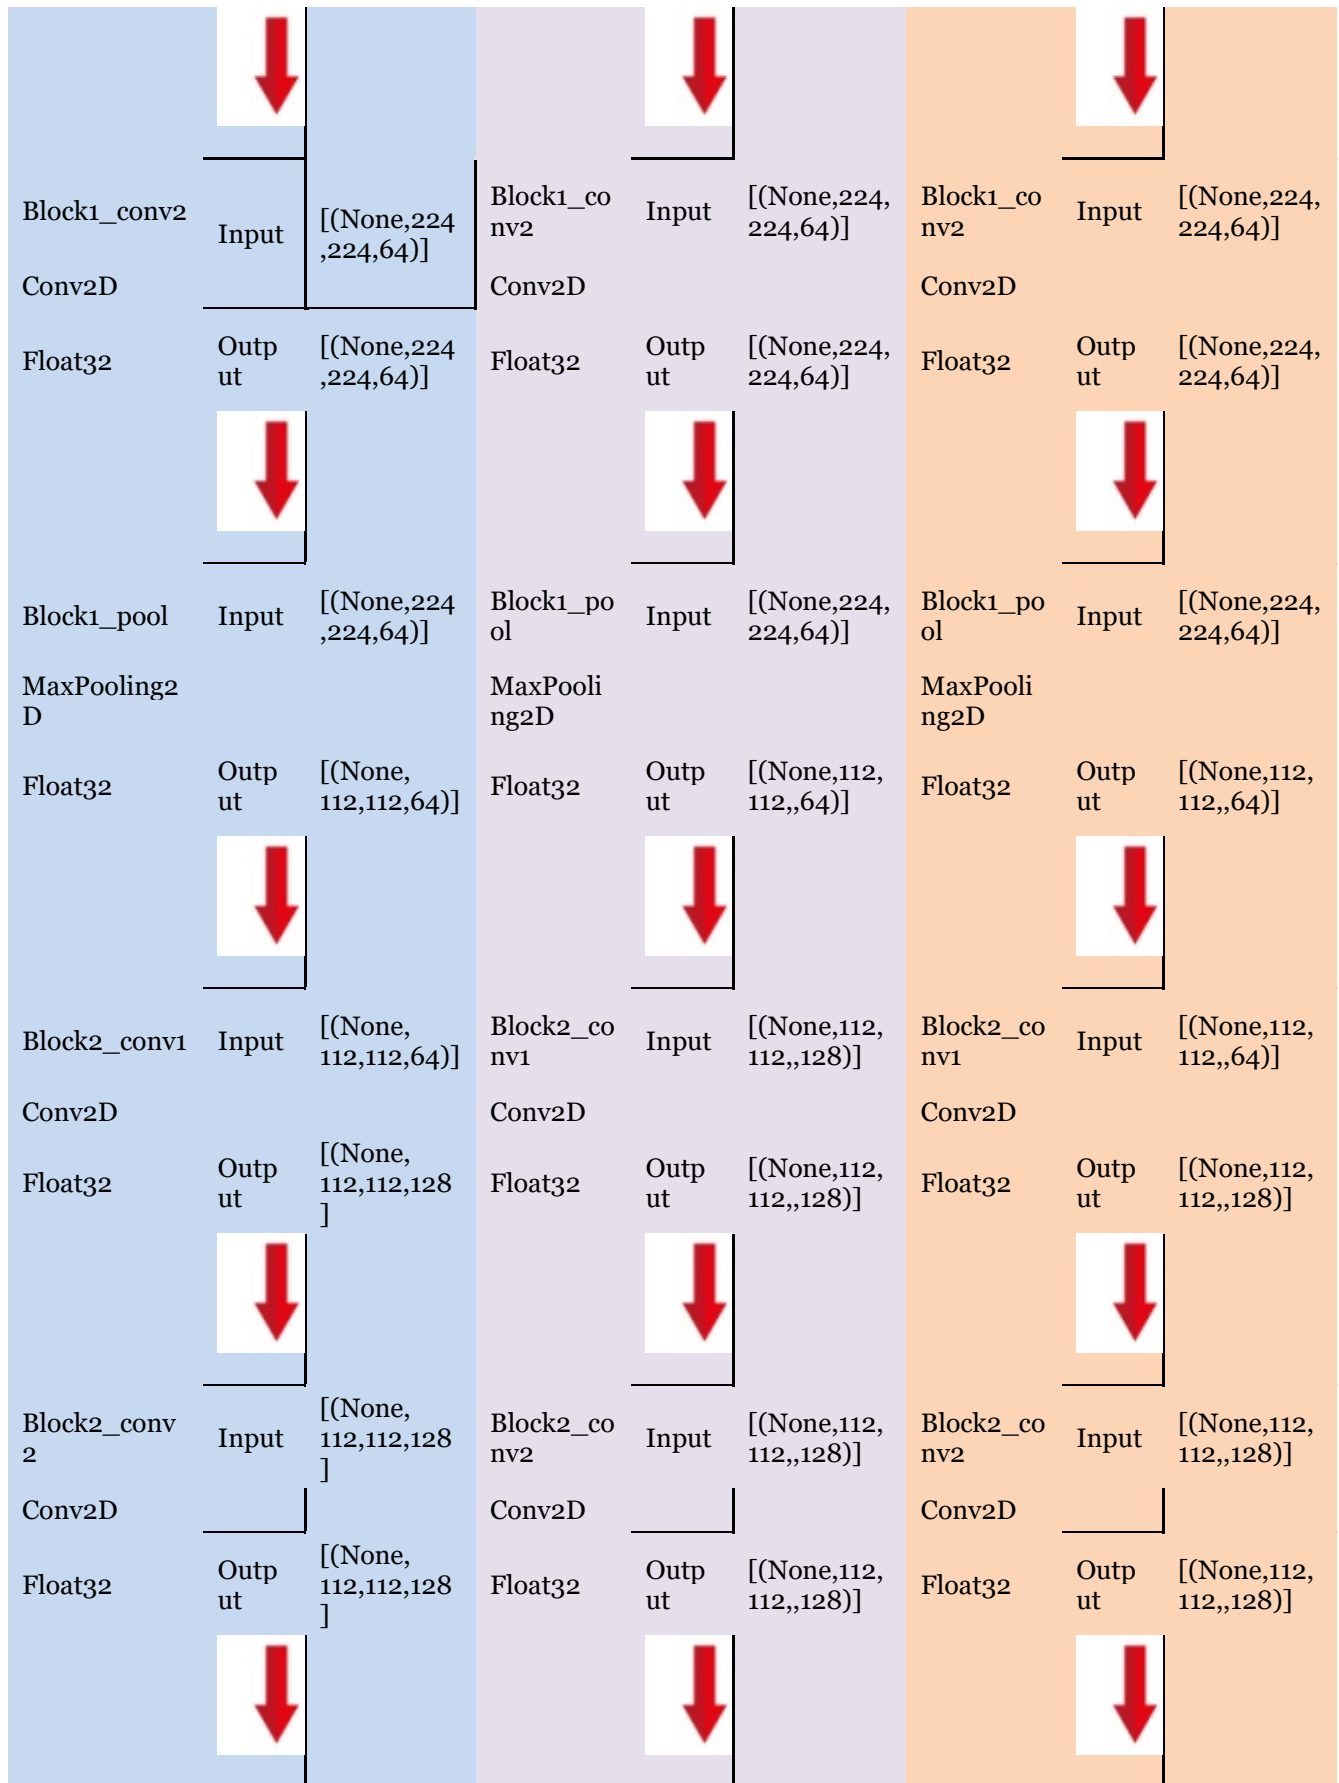 Block1_conv2 Input [(None,224 Block1_co Input [(None,224, Block1_co Input [(None,224,
,224,64)] nv2 224,64)] nv2 224,64)]
Conv2D Conv2D Conv2D
Float32 Outp [(None,224 Float32 Outp [(None,224, Float32 Outp [(None,224,
ut ,224,64)] ut 224,64)] ut 224,64)]
Block1_pool Input [(None,224 Block1_po Input [(None,224, Block1_po Input [(None,224,
,224,64)] ol 224,64)] ol 224,64)]
MaxPooling2 MaxPooli MaxPooli
D ng2D ng2D
Float32 Outp [(None, Float32 Outp [(None,112, Float32 Outp [(None,112,
ut 112,112,64)] ut 112,,64)] ut 112,,64)]
Block2_conv1 Input [(None, Block2_co Input [(None,112, Block2_co Input [(None,112,
112,112,64)] nv1 112,,128)] nv1 112,,64)]
Conv2D Conv2D Conv2D
Float32 Outp [(None, Float32 Outp [(None,112, Float32 Outp [(None,112,
ut 112,112,128 ut 112,,128)] ut 112,,128)]
]
Block2_conv Input [(None, Block2_co Input [(None,112, Block2_co Input [(None,112,
2 112,112,128 nv2 112,,128)] nv2 112,,128)]
]
Conv2D Conv2D Conv2D
Float32 Outp [(None, Float32 Outp [(None,112, Float32 Outp [(None,112,
ut 112,112,128 ut 112,,128)] ut 112,,128)]
]